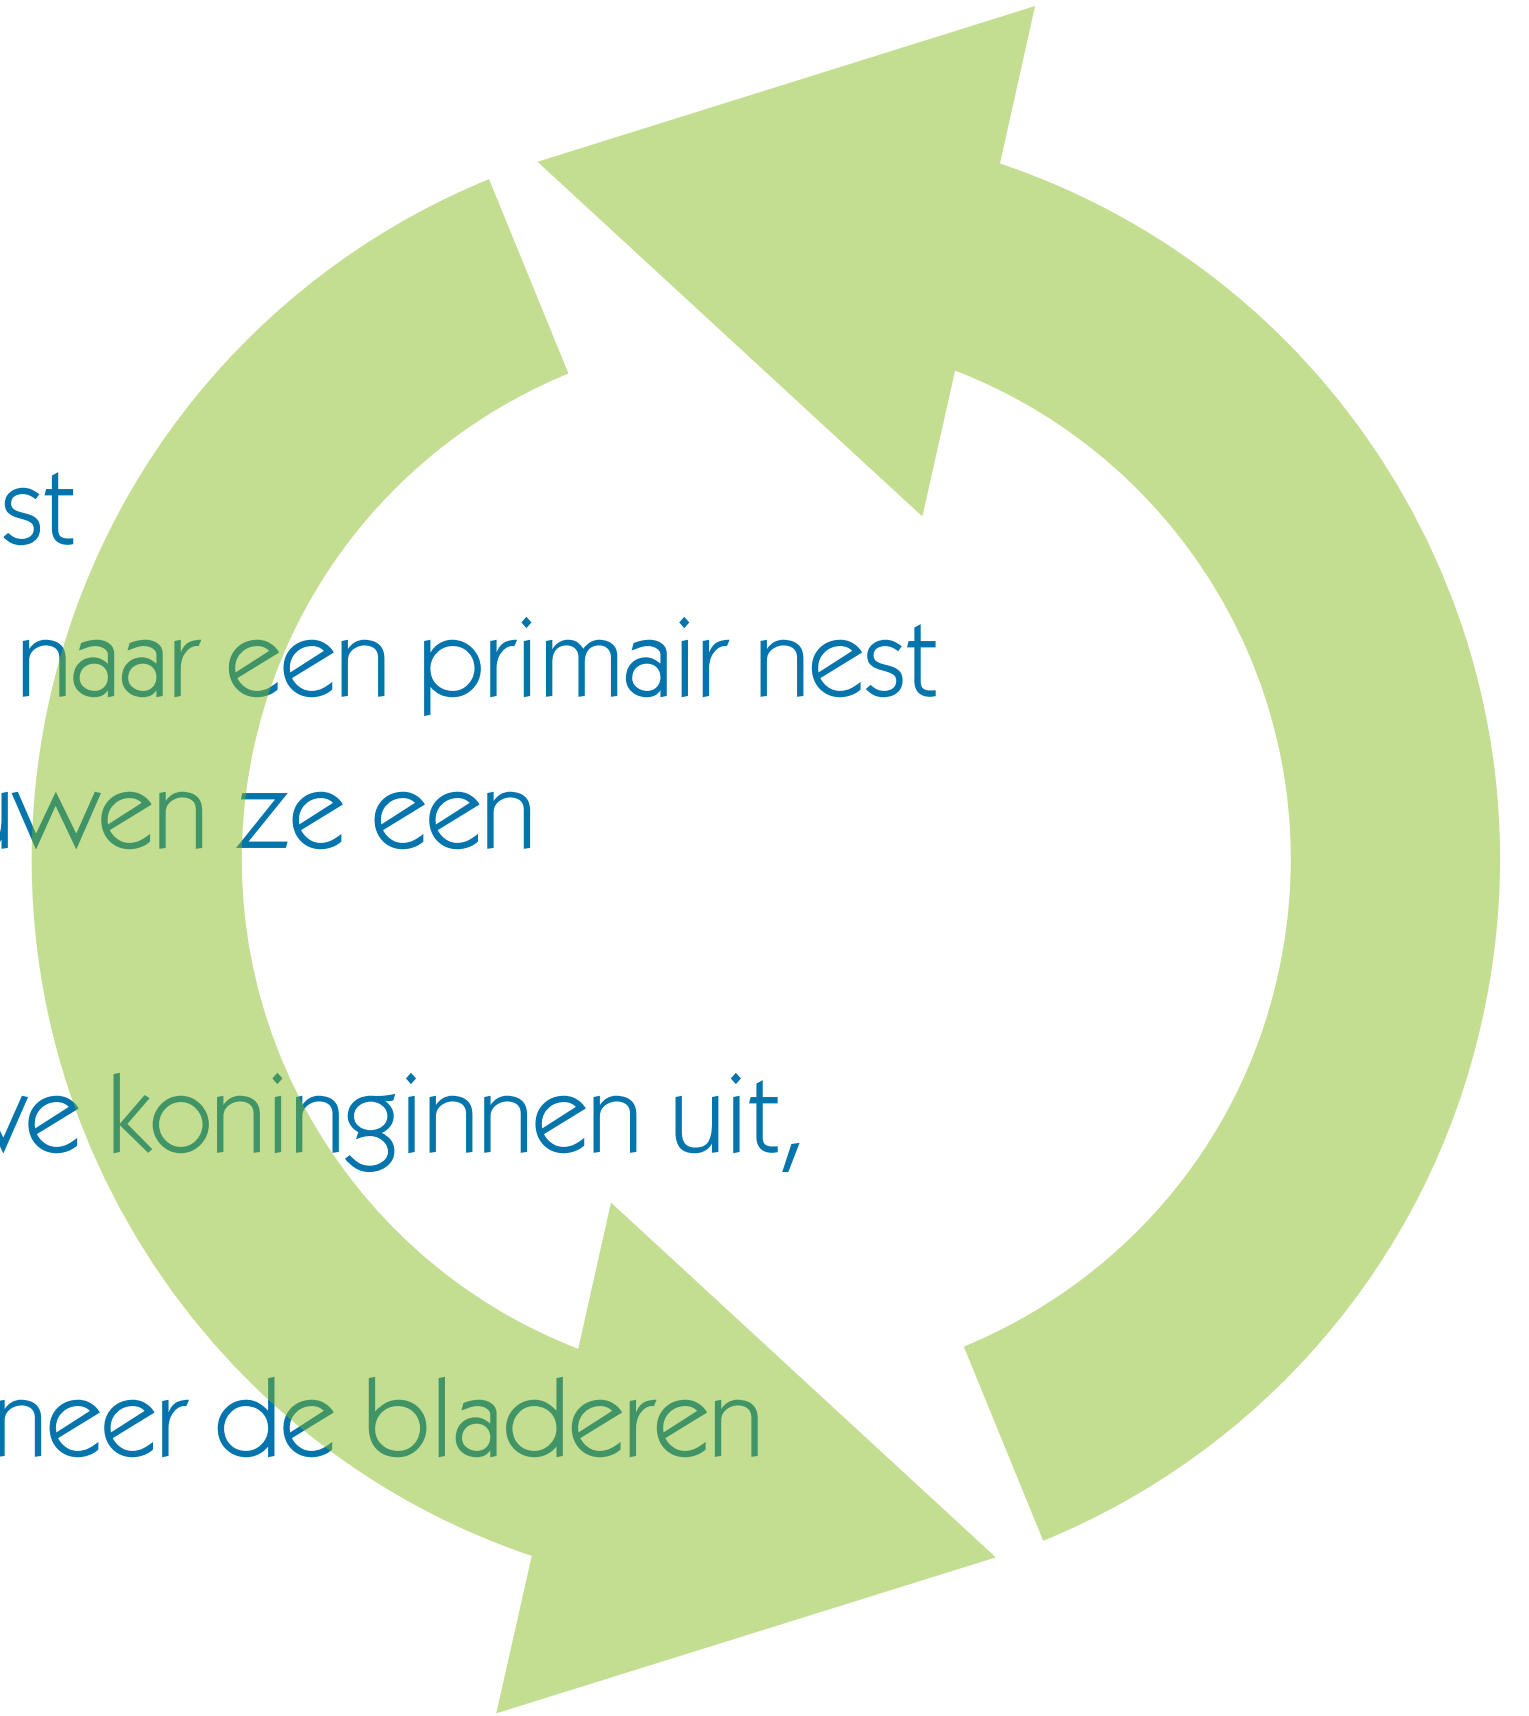 st
naar een primair nest
uwen ze een
ve koninginnen uit,
neer de bladeren